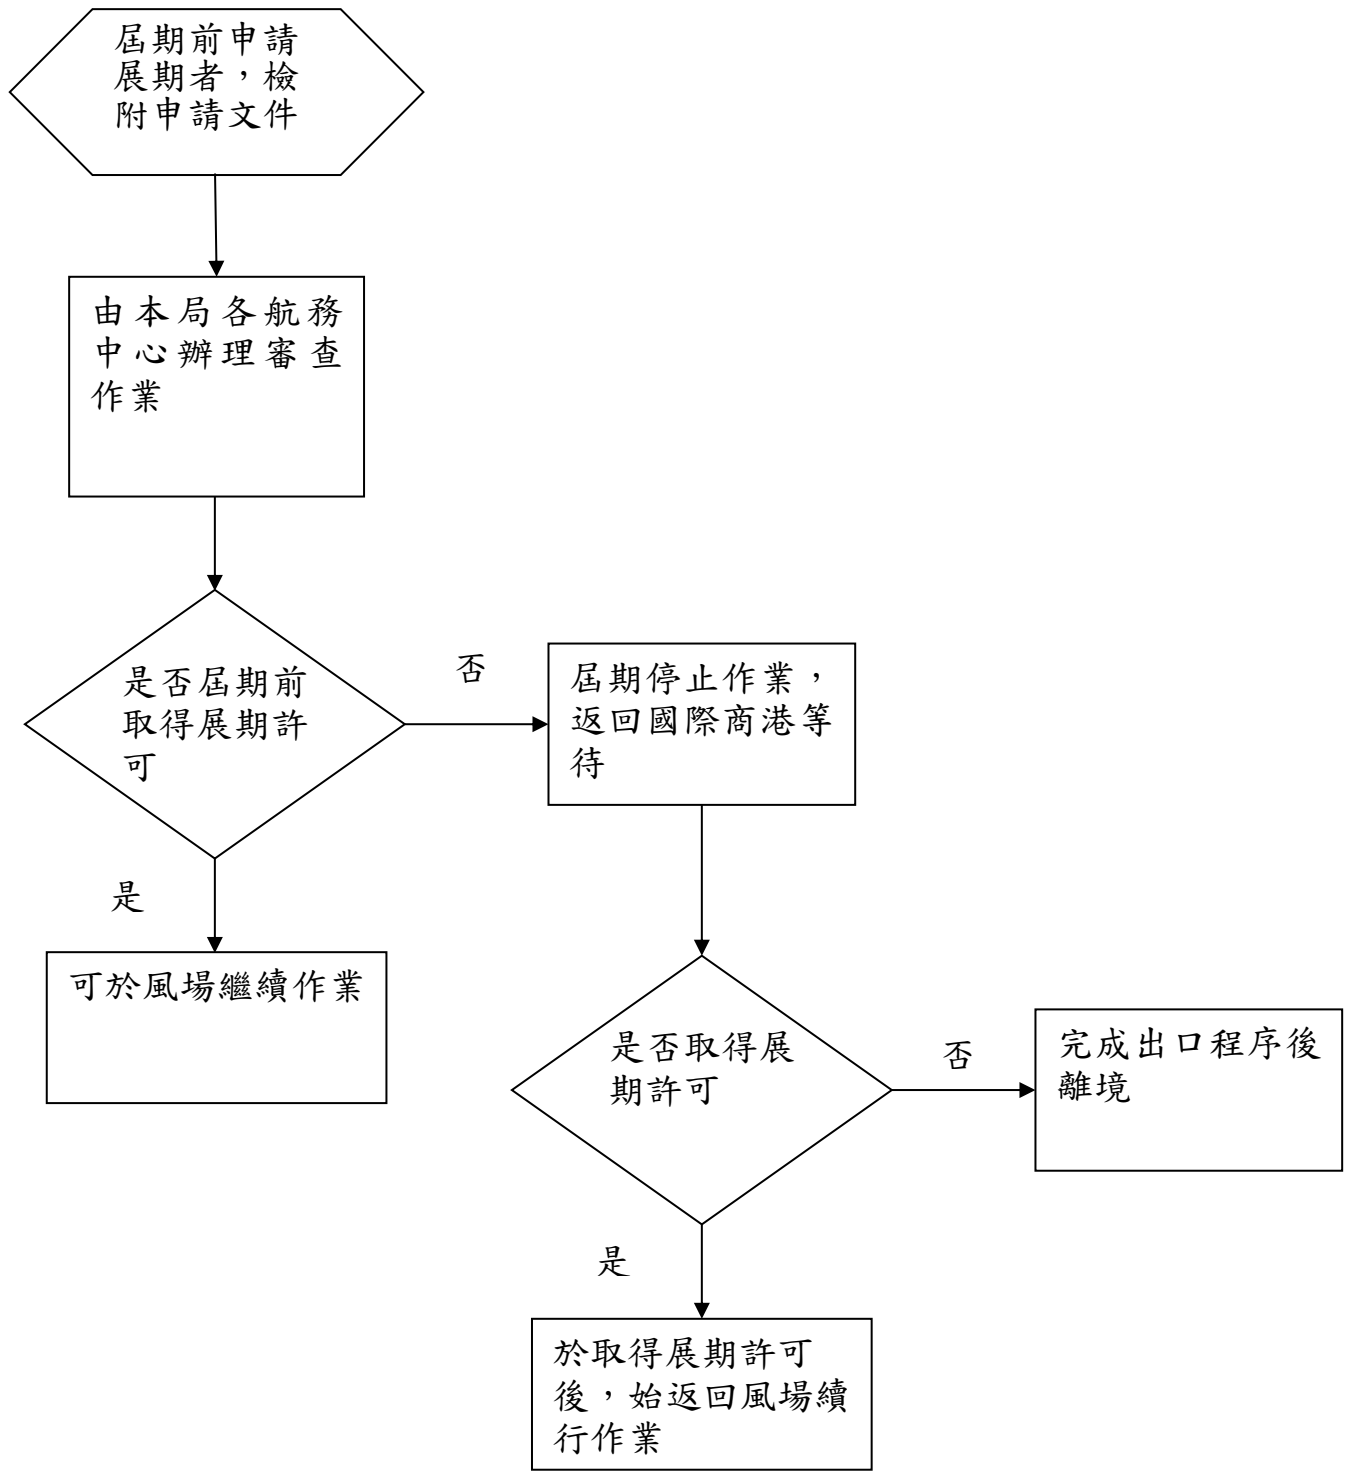 屆期前申請
展期者，檢
附申請文件
由本局各航務
中心辦理審查
作業
是否屆期前
取得展期許
可
否
屆期停止作業，
返回國際商港等
待
是
可於風場繼續作業
是否取得展
期許可
否
完成出口程序後
離境
是
於取得展期許可
後，始返回風場續
行作業